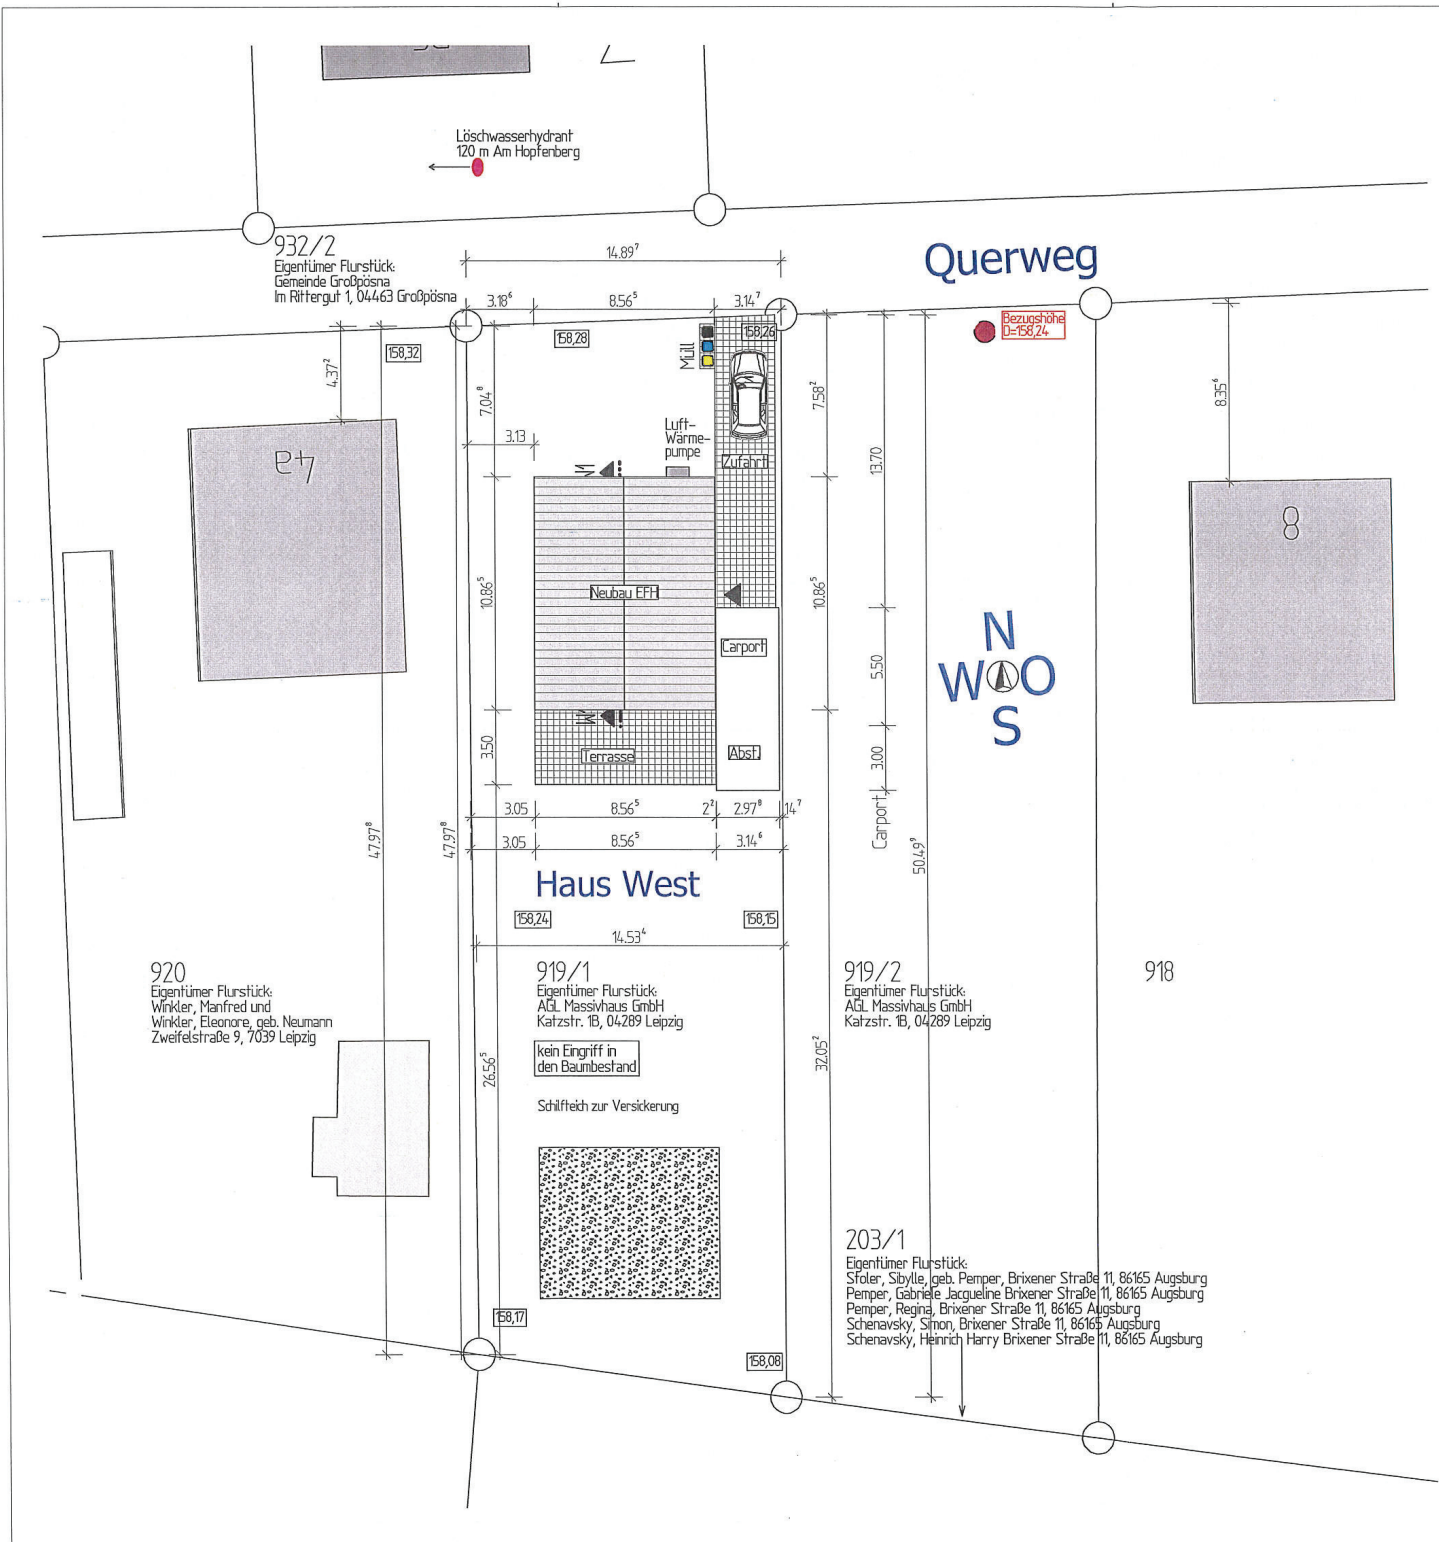 Löschwasserhydrant
120 m Am Hopfenberg
932/2
Eigentümer Flurstück:
Gemeinde Großpösna
Im Rittergut 1, 04463 Großpösna
Querweg
14.89⁷
3.18⁶
8.56⁵
3.14⁷
158,32
158,28
158,26
Bezugshöhe
D=158,24
Müll
4.37²
7.04⁸
7.58²
8.35⁶
3.13
Luft-
Wärme-
pumpe
Zufahrt
13.70
4a
8
10.86⁵
Neubau EFH
10.86⁵
Carport
5.50
N
W O
S
3.50
Terrasse
Abst.
3.00
Carport
3.05
8.56⁵
2²
2.97⁸
14⁷
3.05
8.56⁵
3.14⁶
47.97⁸
47.97⁸
50.49⁹
Haus West
158,24
158,15
14.53⁴
920
Eigentümer Flurstück:
Winkler, Manfred und
Winkler, Eleonore, geb. Neumann
Zweifelstraße 9, 7039 Leipzig
919/1
Eigentümer Flurstück:
AGL Massivhaus GmbH
Katzstr. 1B, 04289 Leipzig
919/2
Eigentümer Flurstück:
AGL Massivhaus GmbH
Katzstr. 1B, 04289 Leipzig
918
kein Eingriff in
den Baumbestand
26.56⁵
32.05²
Schilfteich zur Versickerung
203/1
Eigentümer Flurstück:
Stoler, Sibylle, geb. Pemper, Brixener Straße 11, 86165 Augsburg
Pemper, Gabriele Jacgueline Brixener Straße 11, 86165 Augsburg
Pemper, Regina, Brixener Straße 11, 86165 Augsburg
Schenavsky, Simon, Brixener Straße 11, 86165 Augsburg
Schenavsky, Heinrich Harry Brixener Straße 11, 86165 Augsburg
158,17
158,08